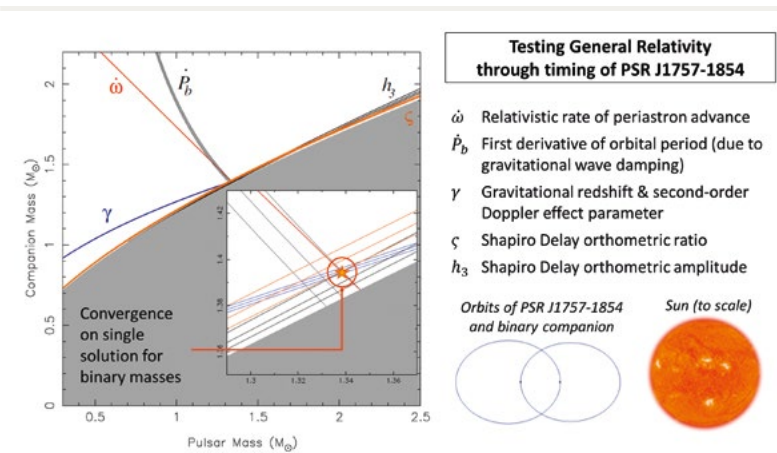 Testing General Relativity
through timing of PSR J1757-1854
ω̇ Relativistic rate of periastron advance
Ṗb First derivative of orbital period (due to
gravitational wave damping)
γ Gravitational redshift & second-order
Doppler effect parameter
ς Shapiro Delay orthometric ratio
h3 Shapiro Delay orthometric amplitude
Orbits of PSR J1757-1854
and binary companion
Sun (to scale)
ω̇
Ṗb
h3
ς
γ
Companion Mass (M⊙)
2
1.5
1
0.5
0
0.5
1
1.5
2
2.5
Pulsar Mass (M⊙)
Convergence
on single
solution for
binary masses
1.42
1.4
1.38
1.36
1.3
1.32
1.34
1.36